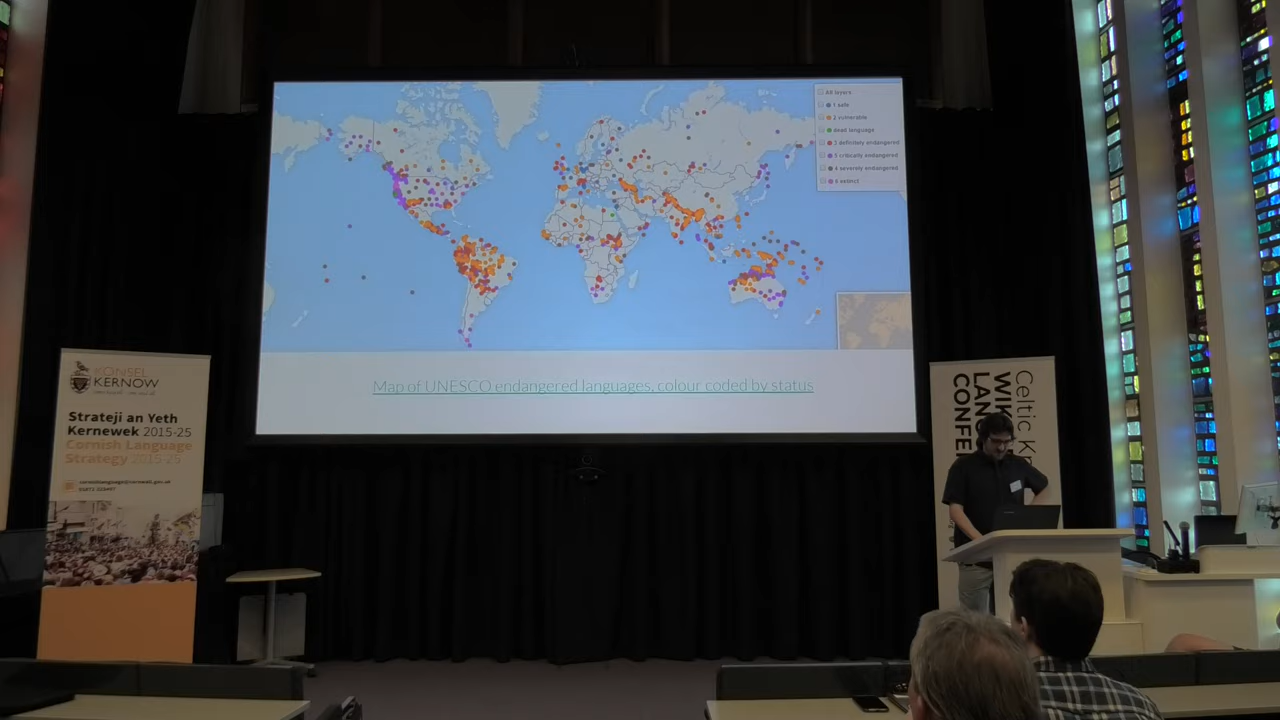 All layers
1 safe
2 vulnerable
dead language
3 definitely endangered
5 critically endangered
4 severely endangered
6 extinct
Map of UNESCO endangered languages, colour coded by status
KONSEL
KERNOW
Strateji an Yeth
Kernewek 2015-25
Cornish Language
Strategy 2015-25
Celtic K
WIK
LAN
CONFE